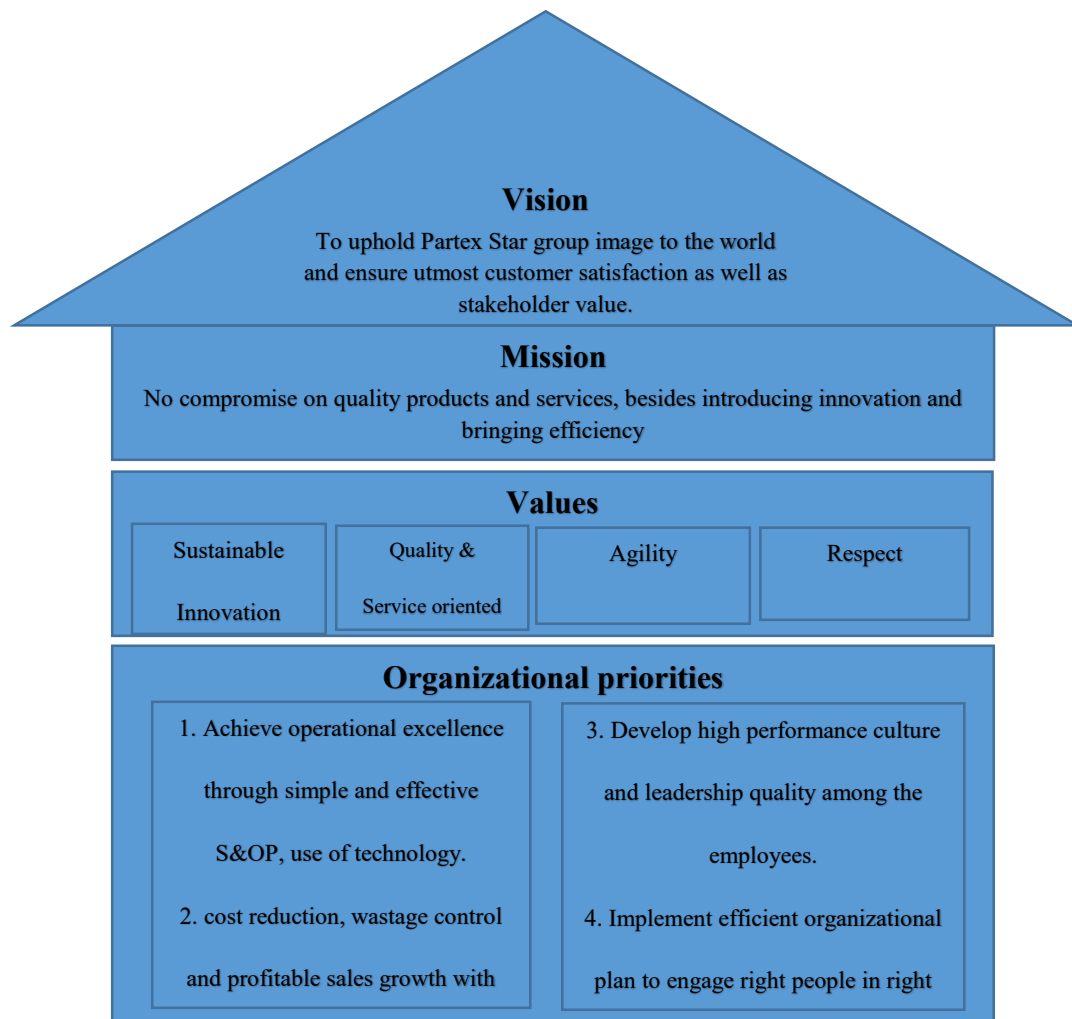 Vision
To uphold Partex Star group image to the world
and ensure utmost customer satisfaction as well as
stakeholder value.
Mission
No compromise on quality products and services, besides introducing innovation and
bringing efficiency
Values
Sustainable
Innovation
Quality &
Service oriented
Agility
Respect
Organizational priorities
1. Achieve operational excellence
through simple and effective
S&OP, use of technology.
2. cost reduction, wastage control
and profitable sales growth with
3. Develop high performance culture
and leadership quality among the
employees.
4. Implement efficient organizational
plan to engage right people in right